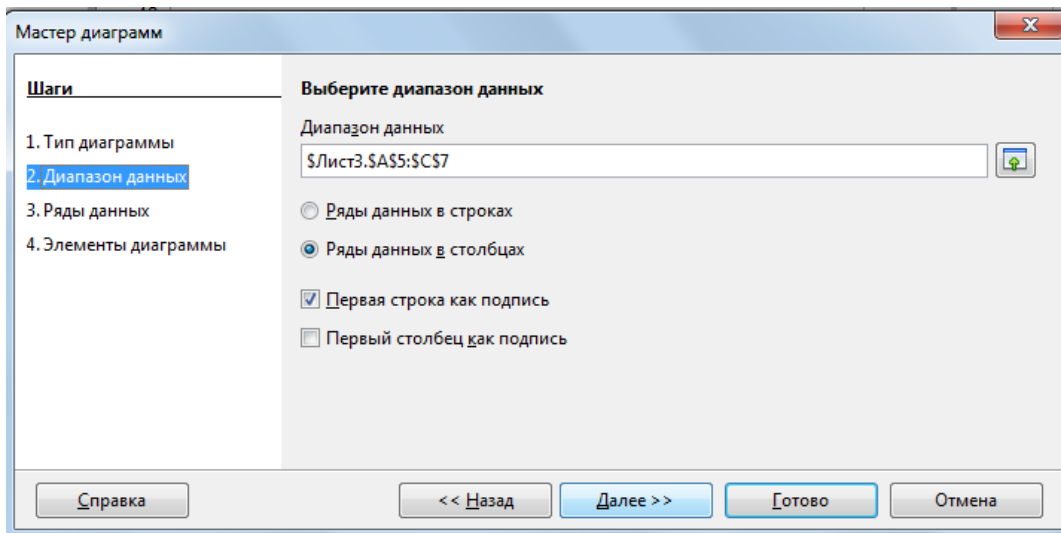 Мастер диаграмм
Шаги
1. Тип диаграммы
2. Диапазон данных
3. Ряды данных
4. Элементы диаграммы
Выберите диапазон данных
Диапазон данных
$Лист3.$A$5:$C$7
Ряды данных в строках
Ряды данных в столбцах
Первая строка как подпись
Первый столбец как подпись
Справка
<< Назад
Далее >>
Готово
Отмена